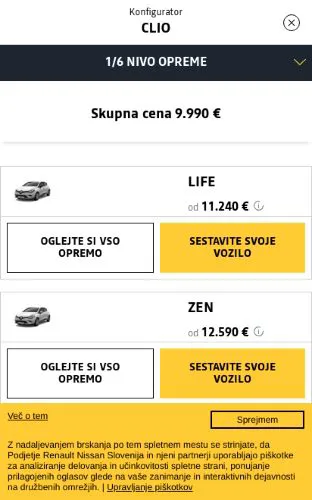 Konfigurator
CLIO
1/6 NIVO OPREME
Skupna cena 9.990 €
LIFE
od 11.240 €
OGLEJTE SI VSO
OPREMO
SESTAVITE SVOJE
VOZILO
ZEN
od 12.590 €
OGLEJTE SI VSO
OPREMO
SESTAVITE SVOJE
VOZILO
Več o tem
Sprejmem
Z nadaljevanjem brskanja po tem spletnem mestu se strinjate, da
Podjetje Renault Nissan Slovenija in njeni partnerji uporabljajo piškotke
za analiziranje delovanja in učinkovitosti spletne strani, ponujanje
prilagojenih oglasov glede na vaše zanimanje in interaktivnih dejavnosti
na družbenih omrežjih. | Upravljanje piškotkov